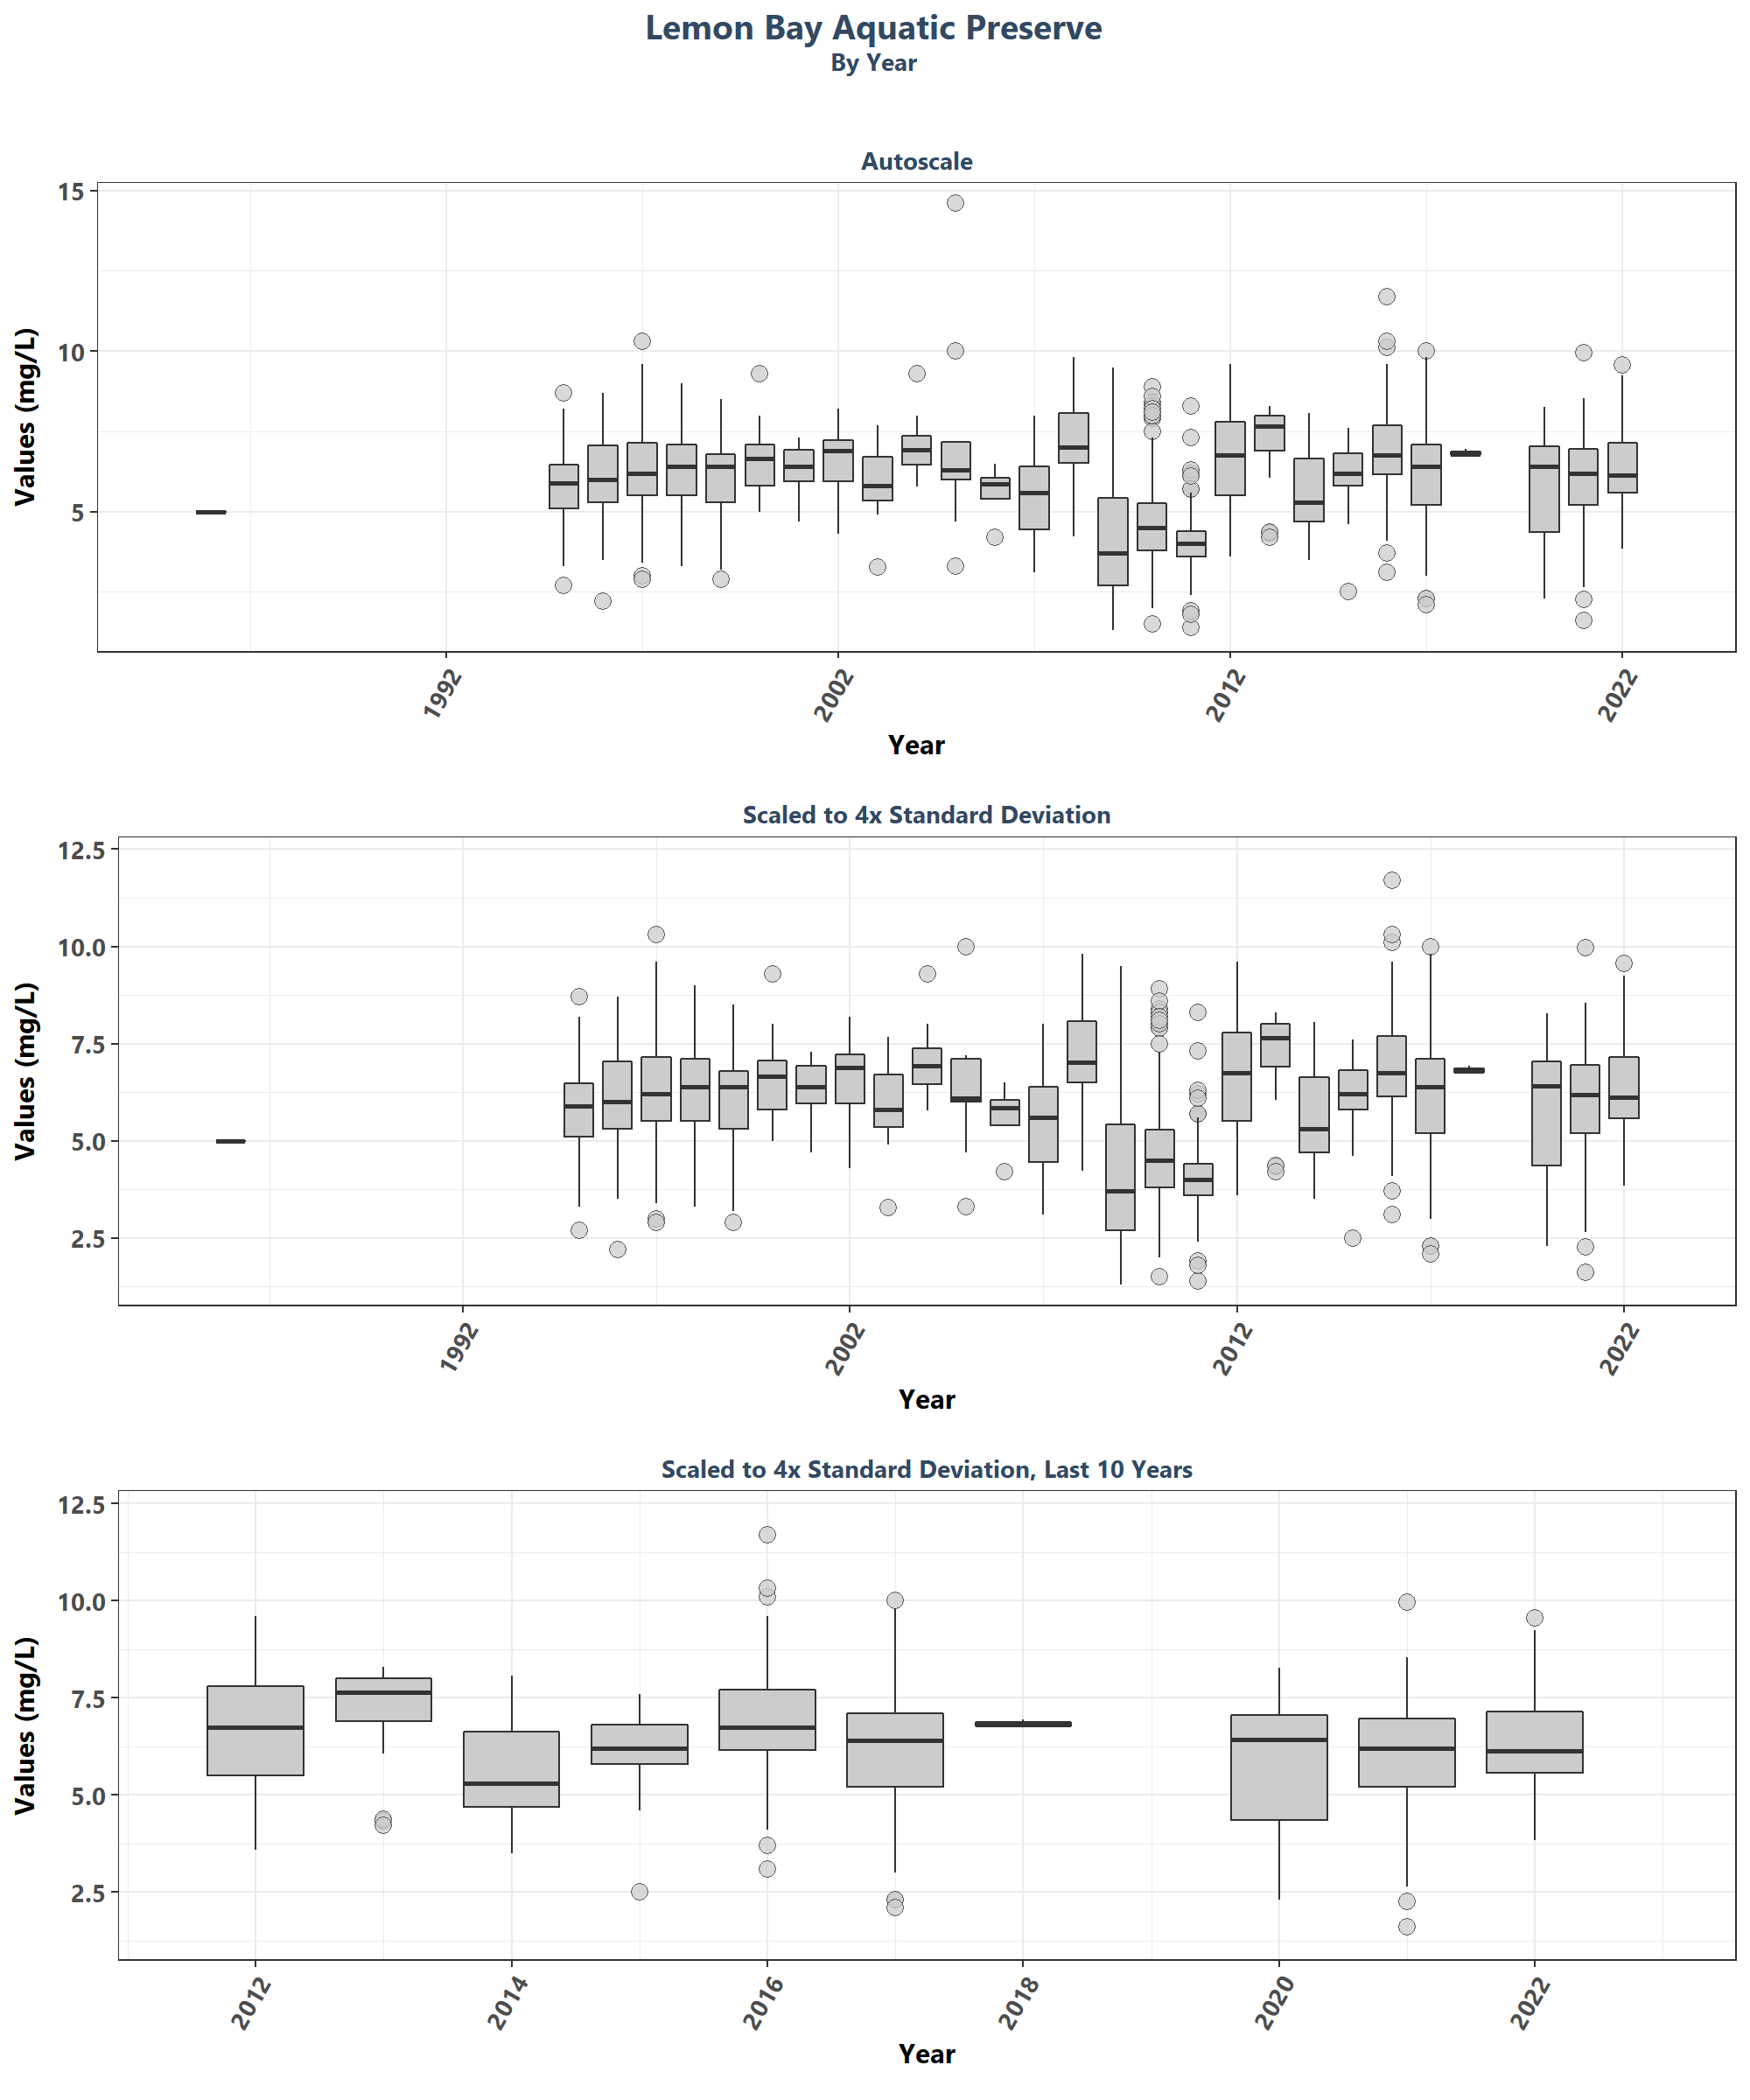 Lemon Bay Aquatic Preserve
By Year
Autoscale
Values (mg/L)
15
10
5
1992
2002
2012
2022
Year
Scaled to 4x Standard Deviation
Values (mg/L)
12.5
10.0
7.5
5.0
2.5
1992
2002
2012
2022
Year
Scaled to 4x Standard Deviation, Last 10 Years
Values (mg/L)
12.5
10.0
7.5
5.0
2.5
2012
2014
2016
2018
2020
2022
Year